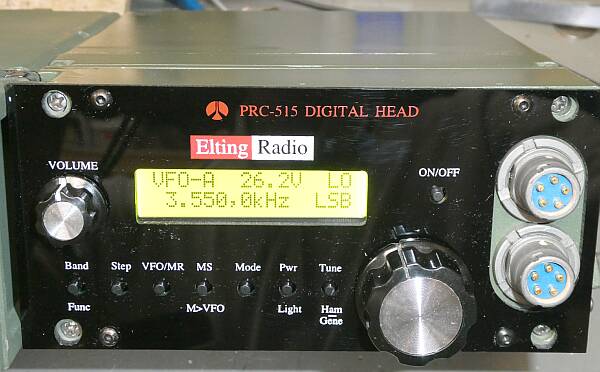 PRC-515 DIGITAL HEAD
Elting Radio
VOLUME
ON/OFF
VFO-A 26.2V LO
3.550,0kHz LSB
Band Step VFO/MR MS Mode Pwr Tune
Func M>VFO Light Ham
Gene